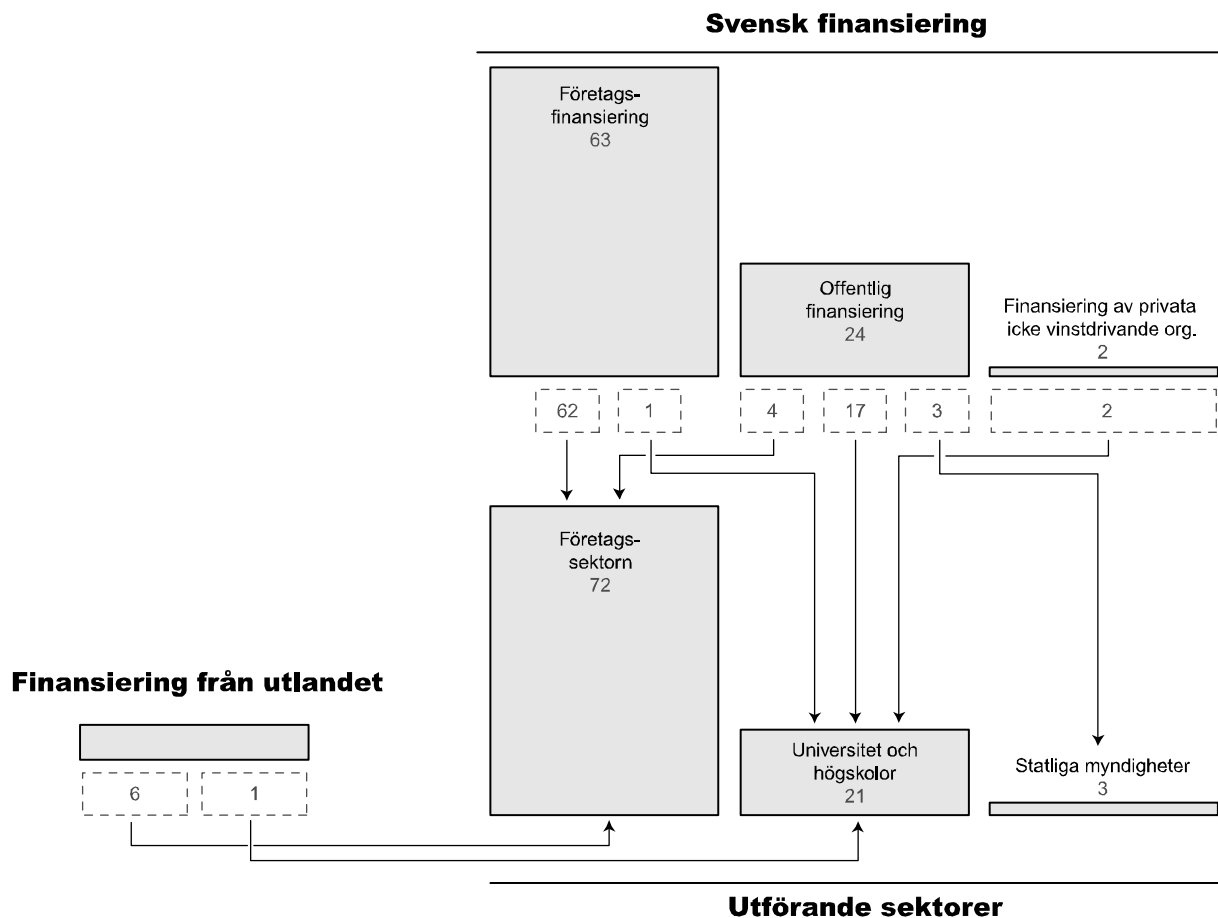 Svensk finansiering
Företags-
finansiering
63
Offentlig
finansiering
24
Finansiering av privata
icke vinstdrivande org.
2
62
1
4
17
3
2
Företags-
sektorn
72
Finansiering från utlandet
6
1
Universitet och
högskolor
21
Statliga myndigheter
3
Utförande sektorer